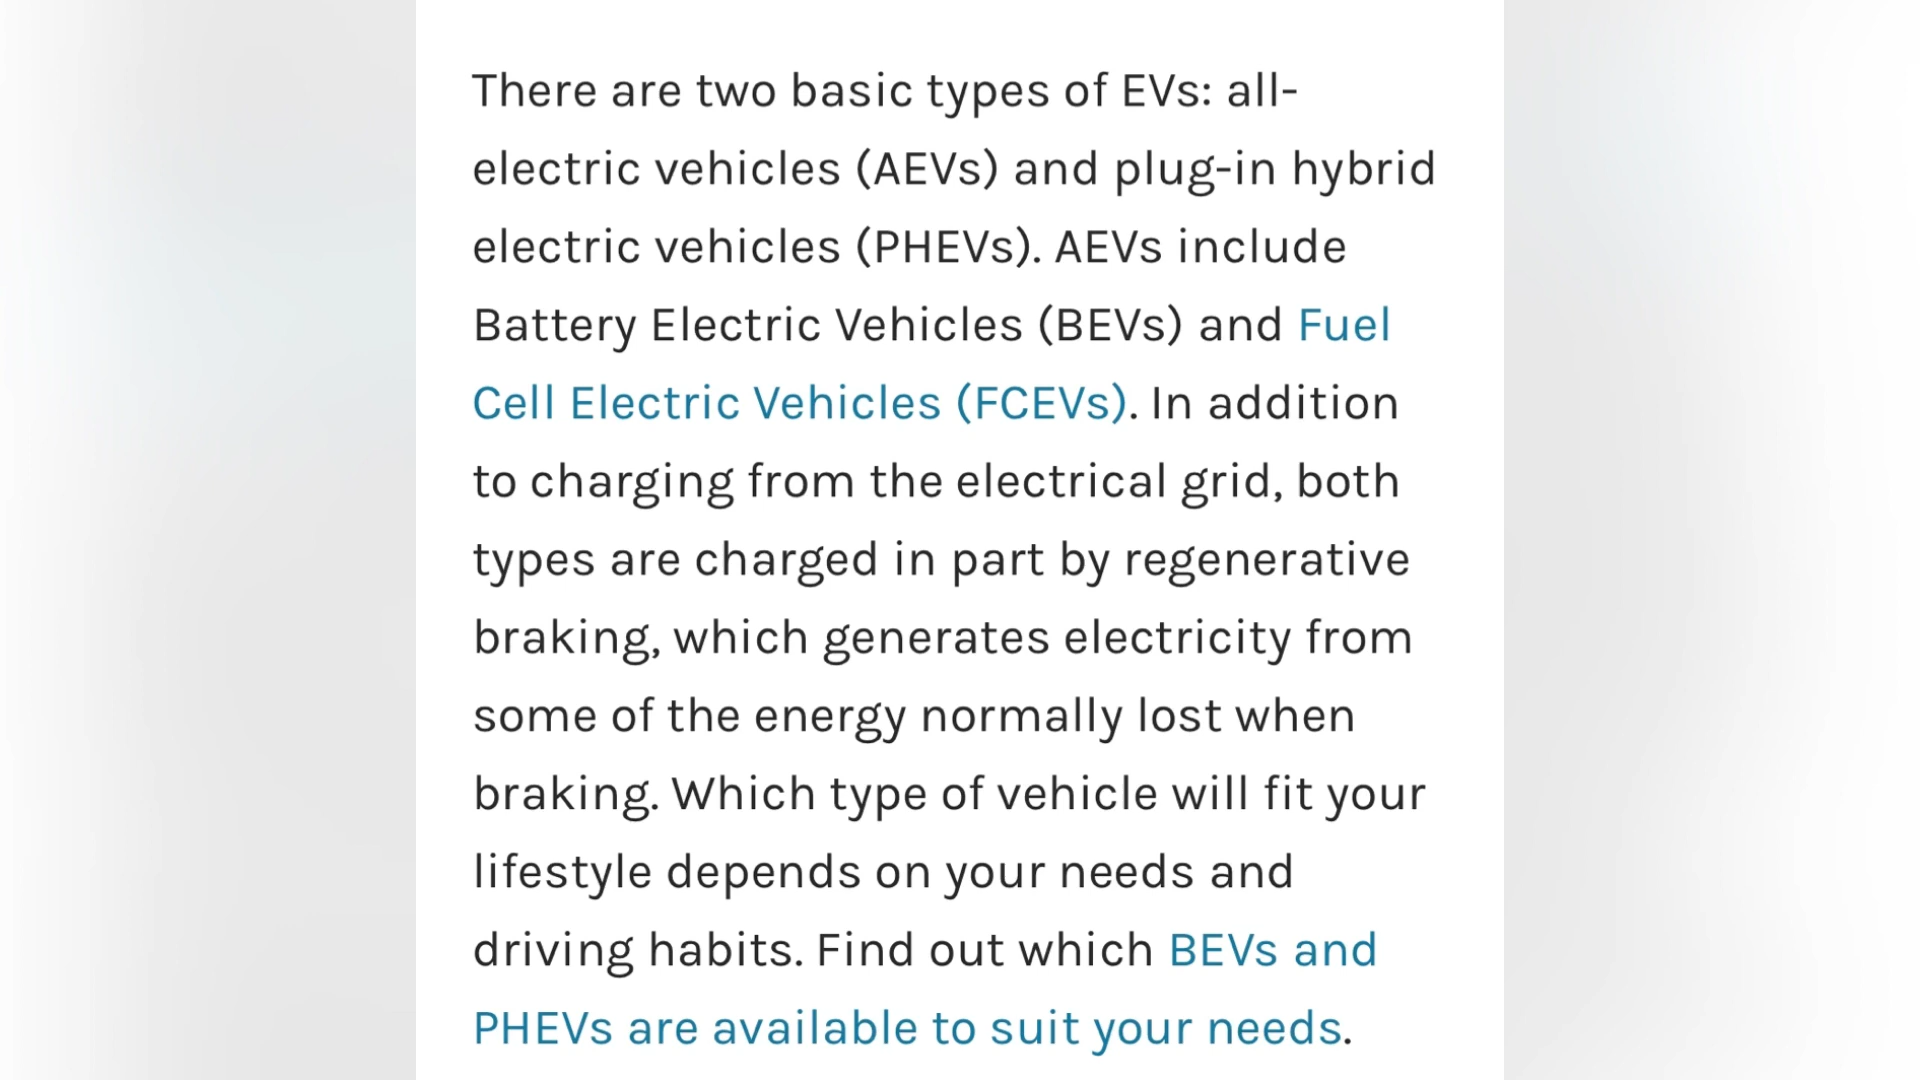 There are two basic types of EVs: all-
electric vehicles (AEVs) and plug-in hybrid
electric vehicles (PHEVs). AEVs include
Battery Electric Vehicles (BEVs) and Fuel
Cell Electric Vehicles (FCEVs). In addition
to charging from the electrical grid, both
types are charged in part by regenerative
braking, which generates electricity from
some of the energy normally lost when
braking. Which type of vehicle will fit your
lifestyle depends on your needs and
driving habits. Find out which BEVs and
PHEVs are available to suit your needs.